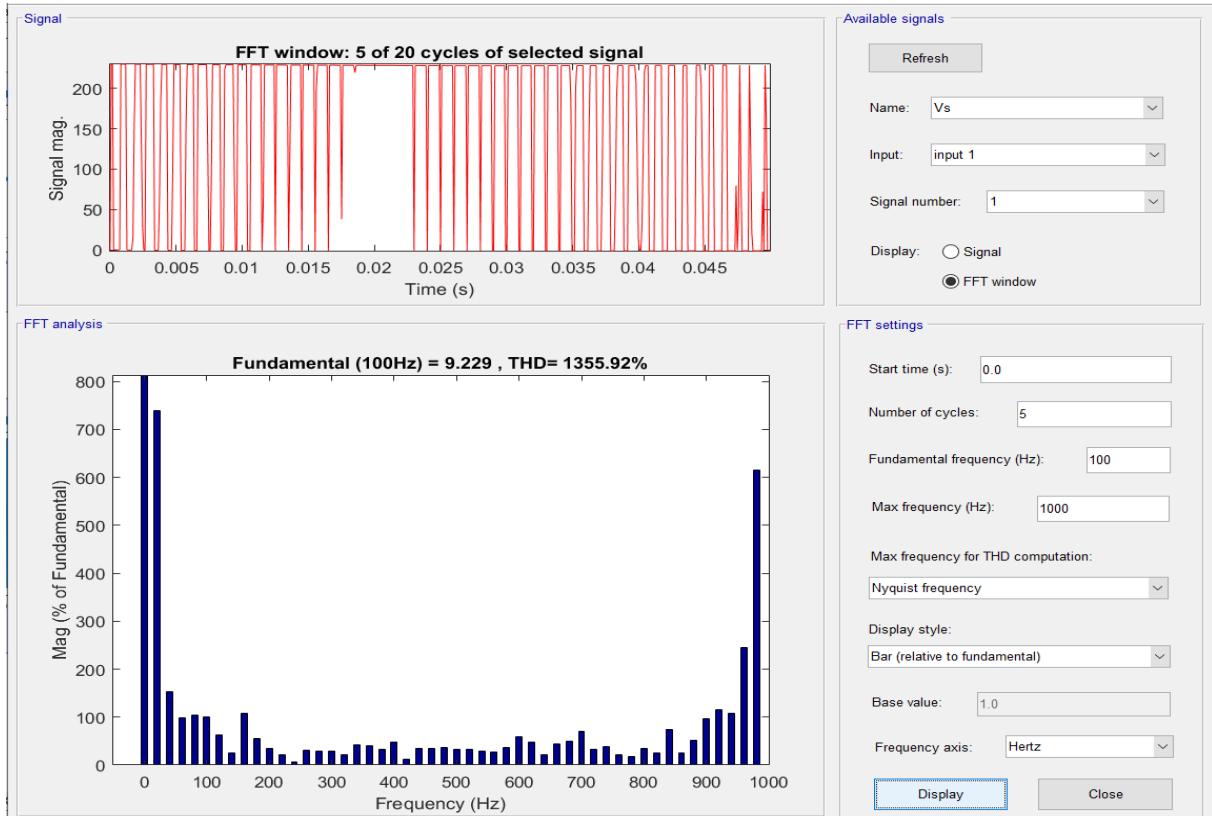 Signal
FFT window: 5 of 20 cycles of selected signal
Signal mag.
200
150
100
50
0
0 0.005 0.01 0.015 0.02 0.025 0.03 0.035 0.04 0.045
Time (s)
Available signals
Refresh
Name: Vs
Input: input 1
Signal number: 1
Display: Signal
FFT window
FFT analysis
Fundamental (100Hz) = 9.229 , THD= 1355.92%
Mag (% of Fundamental)
800
700
600
500
400
300
200
100
0
0 100 200 300 400 500 600 700 800 900 1000
Frequency (Hz)
FFT settings
Start time (s): 0.0
Number of cycles: 5
Fundamental frequency (Hz): 100
Max frequency (Hz): 1000
Max frequency for THD computation:
Nyquist frequency
Display style:
Bar (relative to fundamental)
Base value: 1.0
Frequency axis: Hertz
Display Close